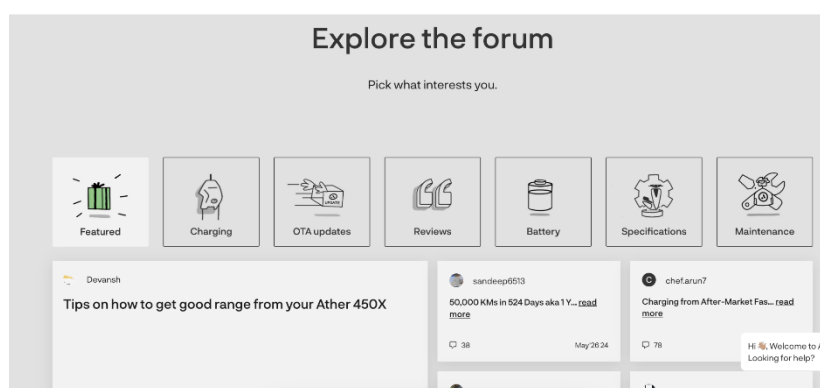 Explore the forum
Pick what interests you.
UPDATE
Featured
Charging
OTA updates
Reviews
Battery
Specifications
Maintenance
Devansh
Tips on how to get good range from your Ather 450X
sandeep6513
50,000 KMs in 524 Days aka 1 Y... read
more
38
May'26 24
C
chef.arun7
Charging from After-Market Fas... read
more
78
Hi 👋🏼, Welcome to A
Looking for help?